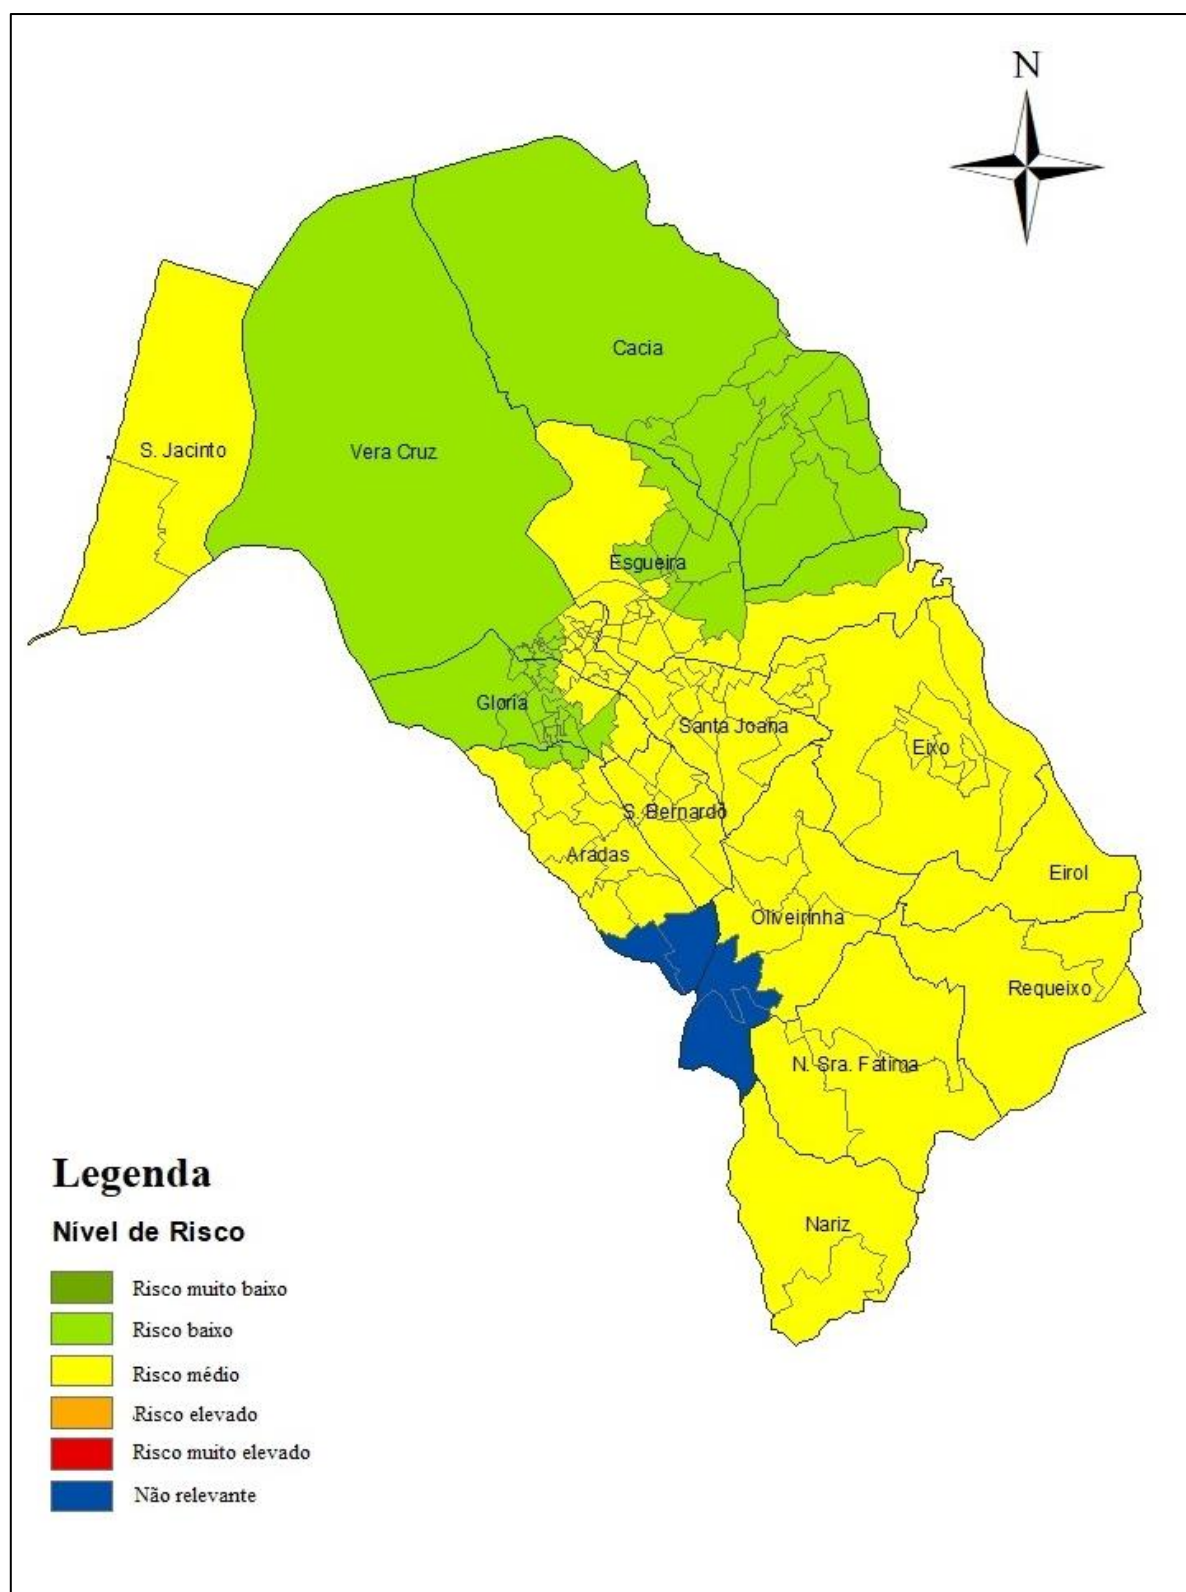 N
Cacia
S. Jacinto
Vera Cruz
Esgueira
Gloria
Santa Joana
Eixo
S. Bernardo
Aradas
Eirol
Oliveirinha
Requeixo
N. Sra. Fatima
Nariz
Legenda
Nível de Risco
Risco muito baixo
Risco baixo
Risco médio
Risco elevado
Risco muito elevado
Não relevante